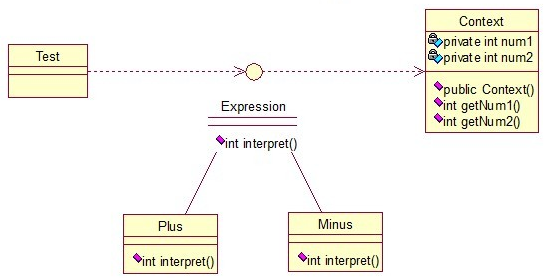 Context
private int num1
private int num2
public Context()
int getNum1()
int getNum2()
Test
Expression
int interpret()
Plus
int interpret()
Minus
int interpret()